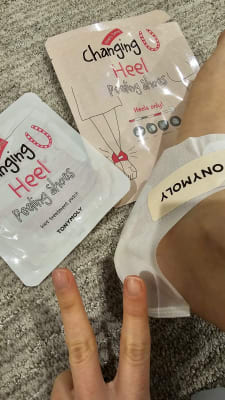 Changing U
Heel
Peeling Shoes
Heels only!
Changing U
Heel
Peeling Shoes
TONYMOLY
ONYMOLY